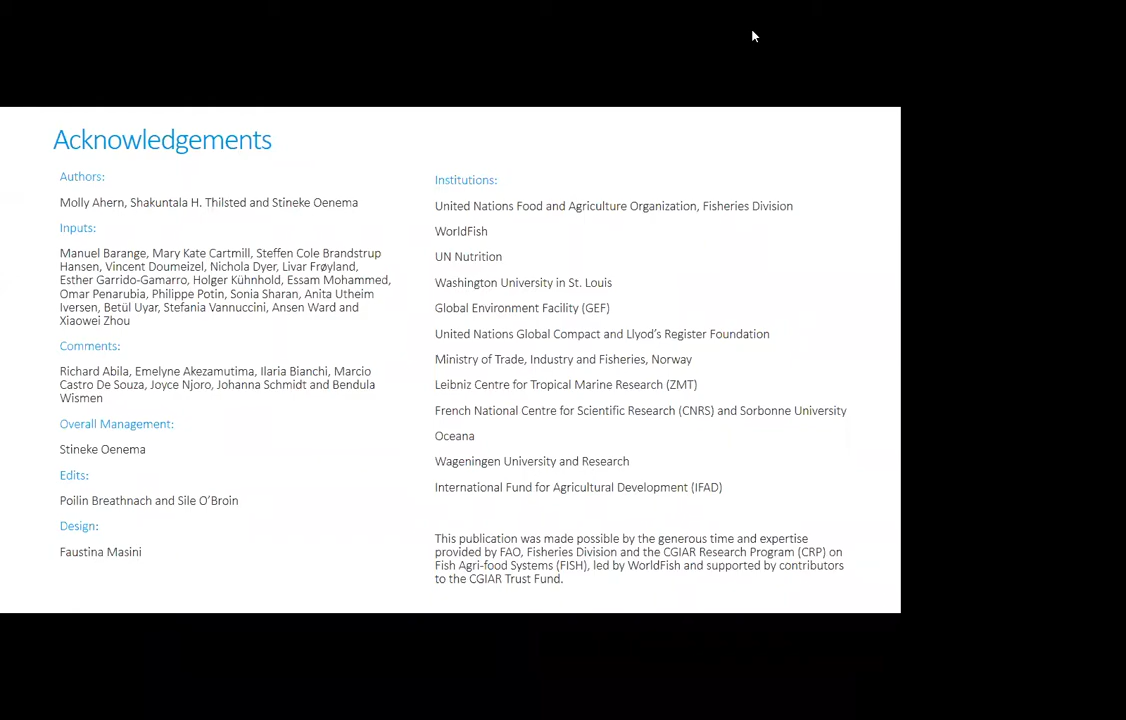 Acknowledgements
Authors:
Molly Ahern, Shakuntala H. Thilsted and Stineke Oenema
Inputs:
Manuel Barange, Mary Kate Cartmill, Steffen Cole Brandstrup
Hansen, Vincent Doumeizel, Nichola Dyer, Livar Frøyland,
Esther Garrido-Gamarro, Holger Kühnhold, Essam Mohammed,
Omar Penarubia, Philippe Potin, Sonia Sharan, Anita Utheim
Iversen, Betül Uyar, Stefania Vannuccini, Ansen Ward and
Xiaowei Zhou
Comments:
Richard Abila, Emelyne Akezamutima, Ilaria Bianchi, Marcio
Castro De Souza, Joyce Njoro, Johanna Schmidt and Bendula
Wismen
Overall Management:
Stineke Oenema
Edits:
Poilin Breathnach and Sile O'Broin
Design:
Faustina Masini
Institutions:
United Nations Food and Agriculture Organization, Fisheries Division
WorldFish
UN Nutrition
Washington University in St. Louis
Global Environment Facility (GEF)
United Nations Global Compact and Llyod's Register Foundation
Ministry of Trade, Industry and Fisheries, Norway
Leibniz Centre for Tropical Marine Research (ZMT)
French National Centre for Scientific Research (CNRS) and Sorbonne University
Oceana
Wageningen University and Research
International Fund for Agricultural Development (IFAD)
This publication was made possible by the generous time and expertise
provided by FAO, Fisheries Division and the CGIAR Research Program (CRP) on
Fish Agri-food Systems (FISH), led by WorldFish and supported by contributors
to the CGIAR Trust Fund.